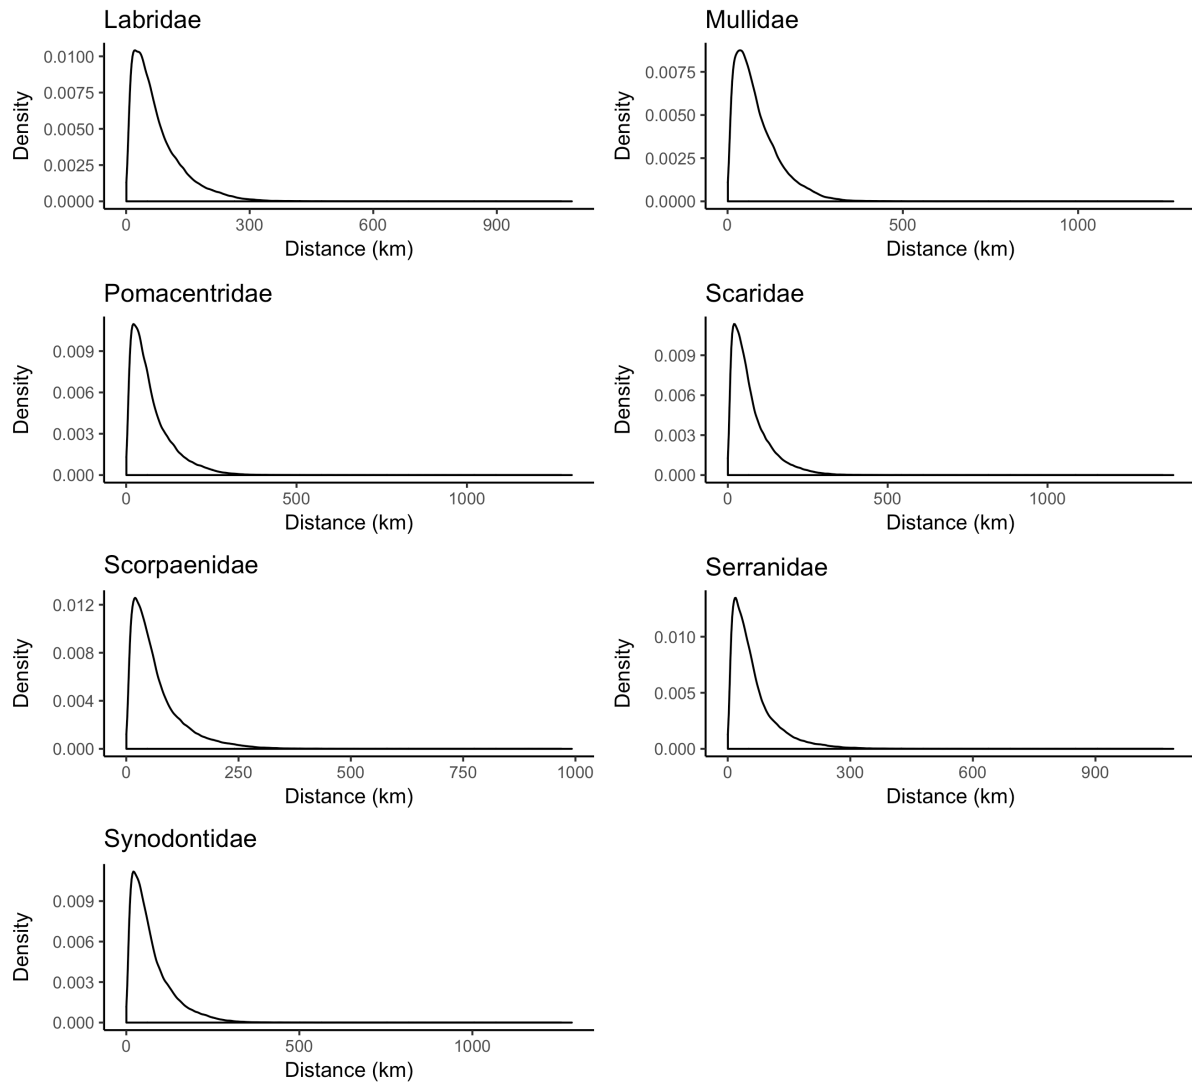 Labridae
Density
0.0100
0.0075
0.0050
0.0025
0.0000
0 300 600 900
Distance (km)
Mullidae
Density
0.0075
0.0050
0.0025
0.0000
0 500 1000
Distance (km)
Pomacentridae
Density
0.009
0.006
0.003
0.000
0 500 1000
Distance (km)
Scaridae
Density
0.009
0.006
0.003
0.000
0 500 1000
Distance (km)
Scorpaenidae
Density
0.012
0.008
0.004
0.000
0 250 500 750 1000
Distance (km)
Serranidae
Density
0.010
0.005
0.000
0 300 600 900
Distance (km)
Synodontidae
Density
0.009
0.006
0.003
0.000
0 500 1000
Distance (km)